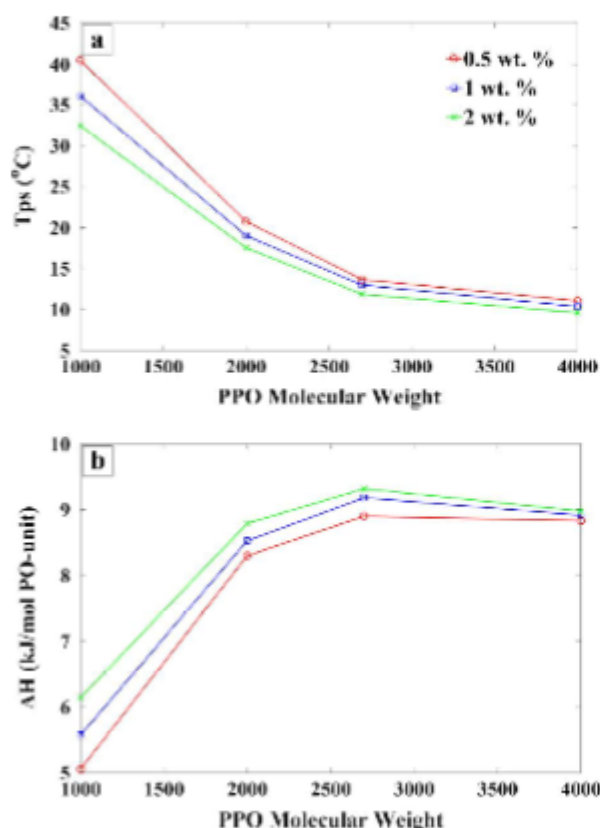 a
45
40
35
30
25
20
15
10
5
Tps (°C)
0.5 wt. %
1 wt. %
2 wt. %
1000 1500 2000 2500 3000 3500 4000
PPO Molecular Weight
b
10
9
8
7
6
5
ΔH (kJ/mol PO-unit)
1000 1500 2000 2500 3000 3500 4000
PPO Molecular Weight